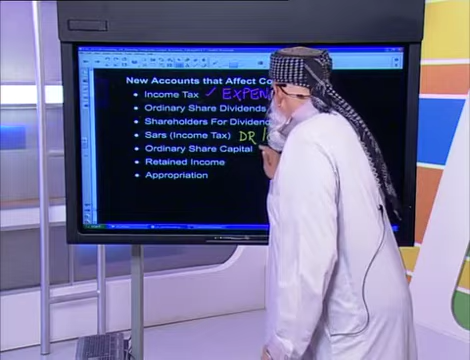 New Accounts that Affect Co
• Income Tax ✓ EXPEN
• Ordinary Share Dividends
• Shareholders For Dividend
• Sars (Income Tax) DR
• Ordinary Share Capital
• Retained Income
• Appropriation